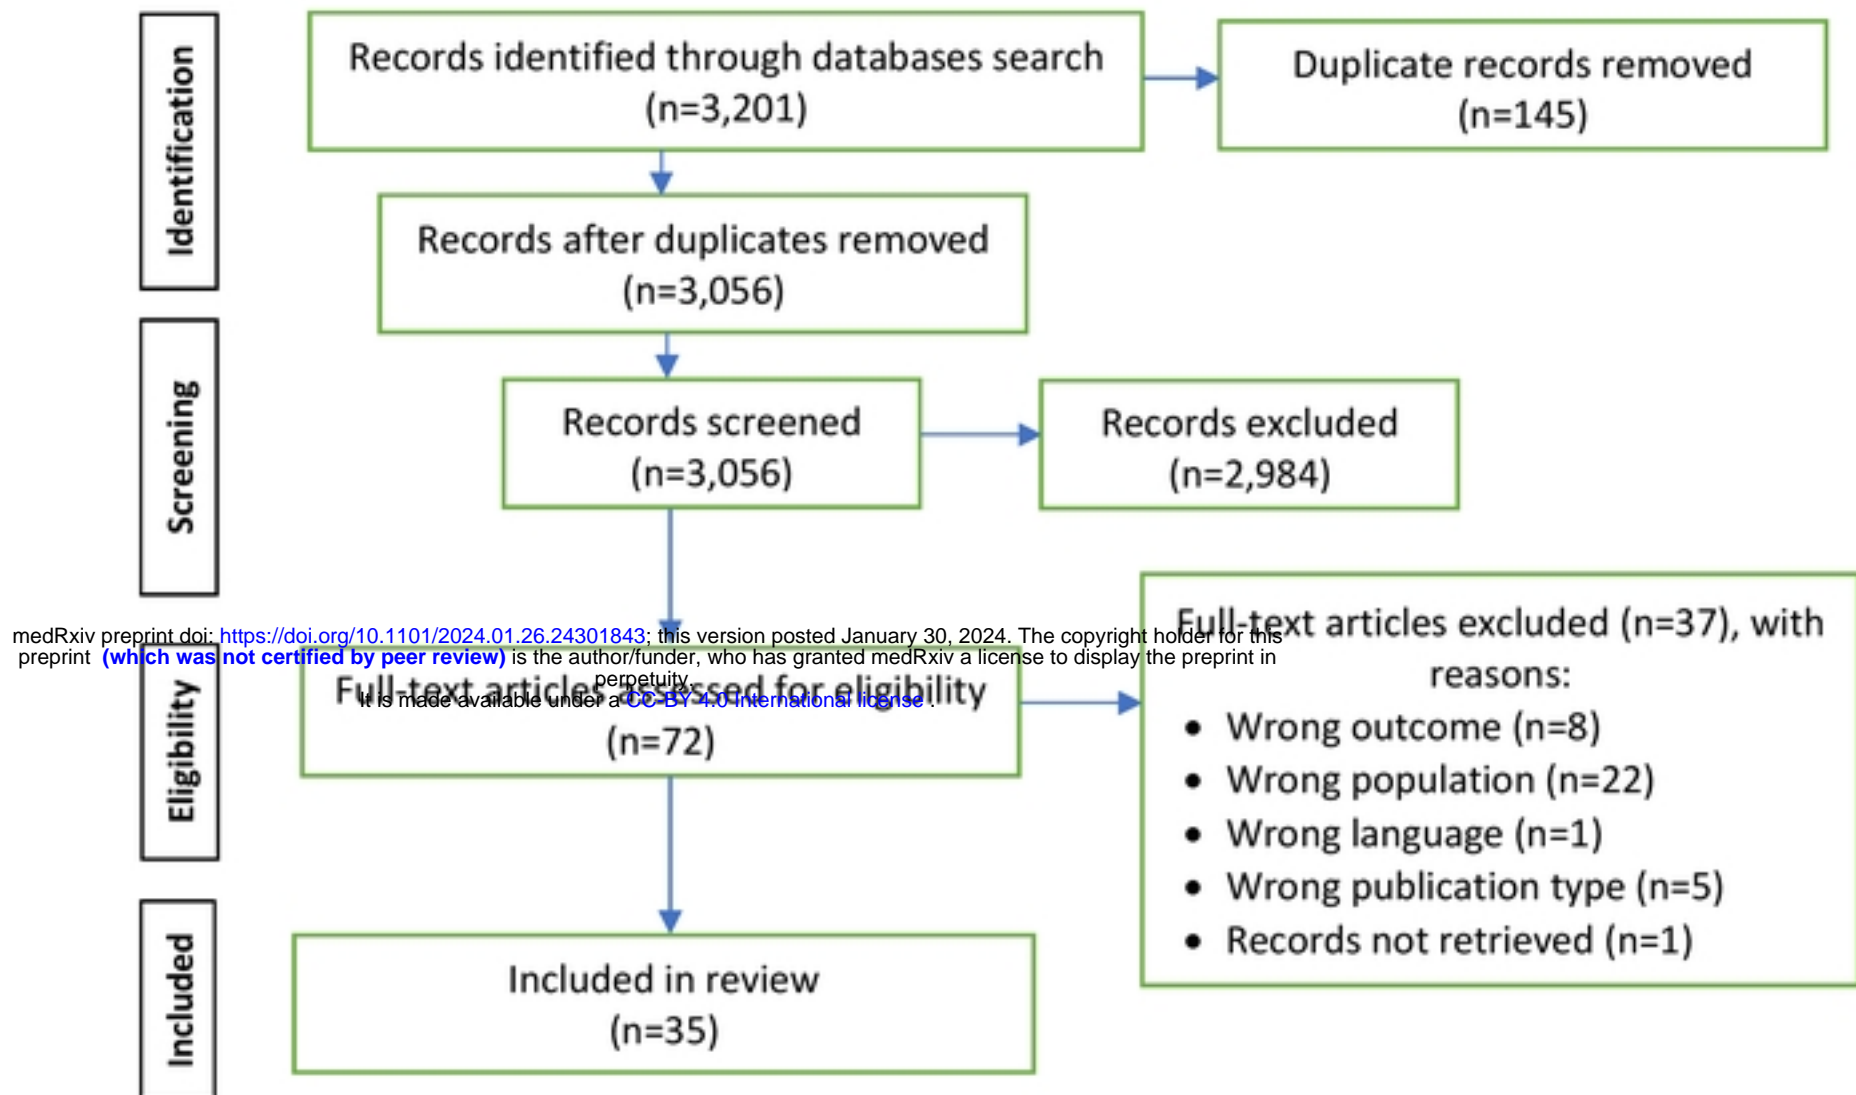 Identification
Records identified through databases search
(n=3,201)
Duplicate records removed
(n=145)
Records after duplicates removed
(n=3,056)
Screening
Records screened
(n=3,056)
Records excluded
(n=2,984)
medRxiv preprint doi: https://doi.org/10.1101/2024.01.26.24301843; this version posted January 30, 2024. The copyright holder for this
preprint (which was not certified by peer review) is the author/funder, who has granted medRxiv a license to display the preprint in
perpetuity.
It is made available under a CC-BY 4.0 International license .
Eligibility
Full-text articles assessed for eligibility
(n=72)
Full-text articles excluded (n=37), with
reasons:
• Wrong outcome (n=8)
• Wrong population (n=22)
• Wrong language (n=1)
• Wrong publication type (n=5)
• Records not retrieved (n=1)
Included
Included in review
(n=35)